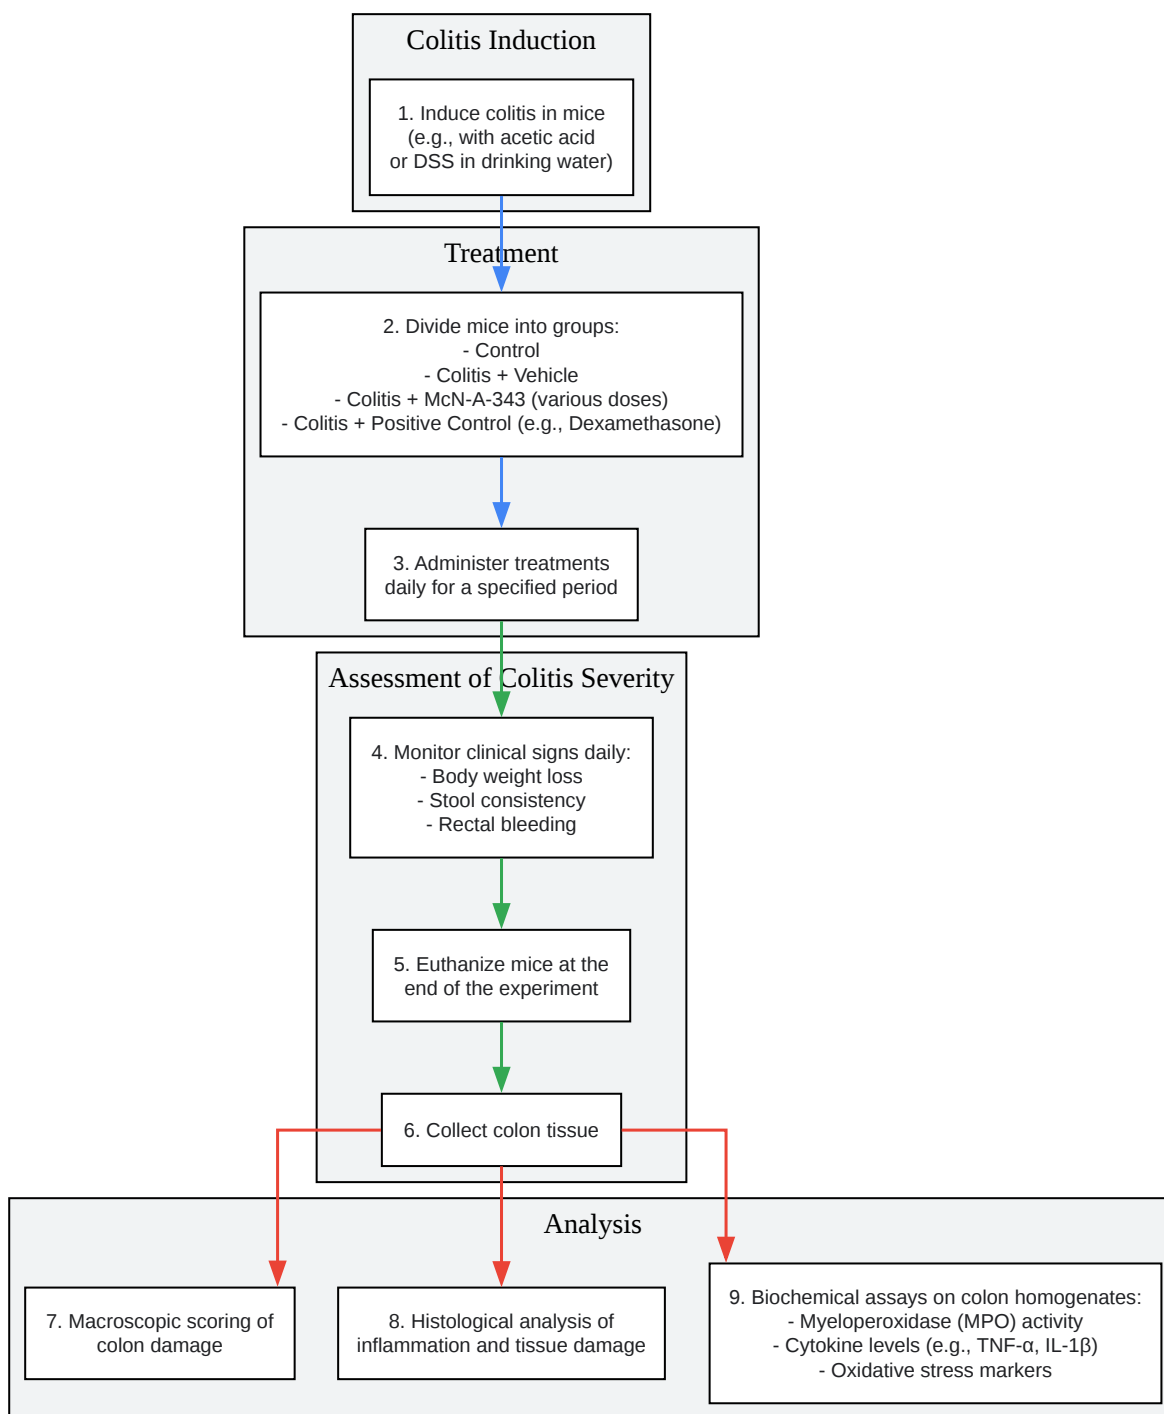 Colitis Induction
1. Induce colitis in mice
(e.g., with acetic acid
or DSS in drinking water)
Treatment
2. Divide mice into groups:
- Control
- Colitis + Vehicle
- Colitis + McN-A-343 (various doses)
- Colitis + Positive Control (e.g., Dexamethasone)
3. Administer treatments
daily for a specified period
Assessment of Colitis Severity
4. Monitor clinical signs daily:
- Body weight loss
- Stool consistency
- Rectal bleeding
5. Euthanize mice at the
end of the experiment
6. Collect colon tissue
Analysis
7. Macroscopic scoring of
colon damage
8. Histological analysis of
inflammation and tissue damage
9. Biochemical assays on colon homogenates:
- Myeloperoxidase (MPO) activity
- Cytokine levels (e.g., TNF-α, IL-1β)
- Oxidative stress markers